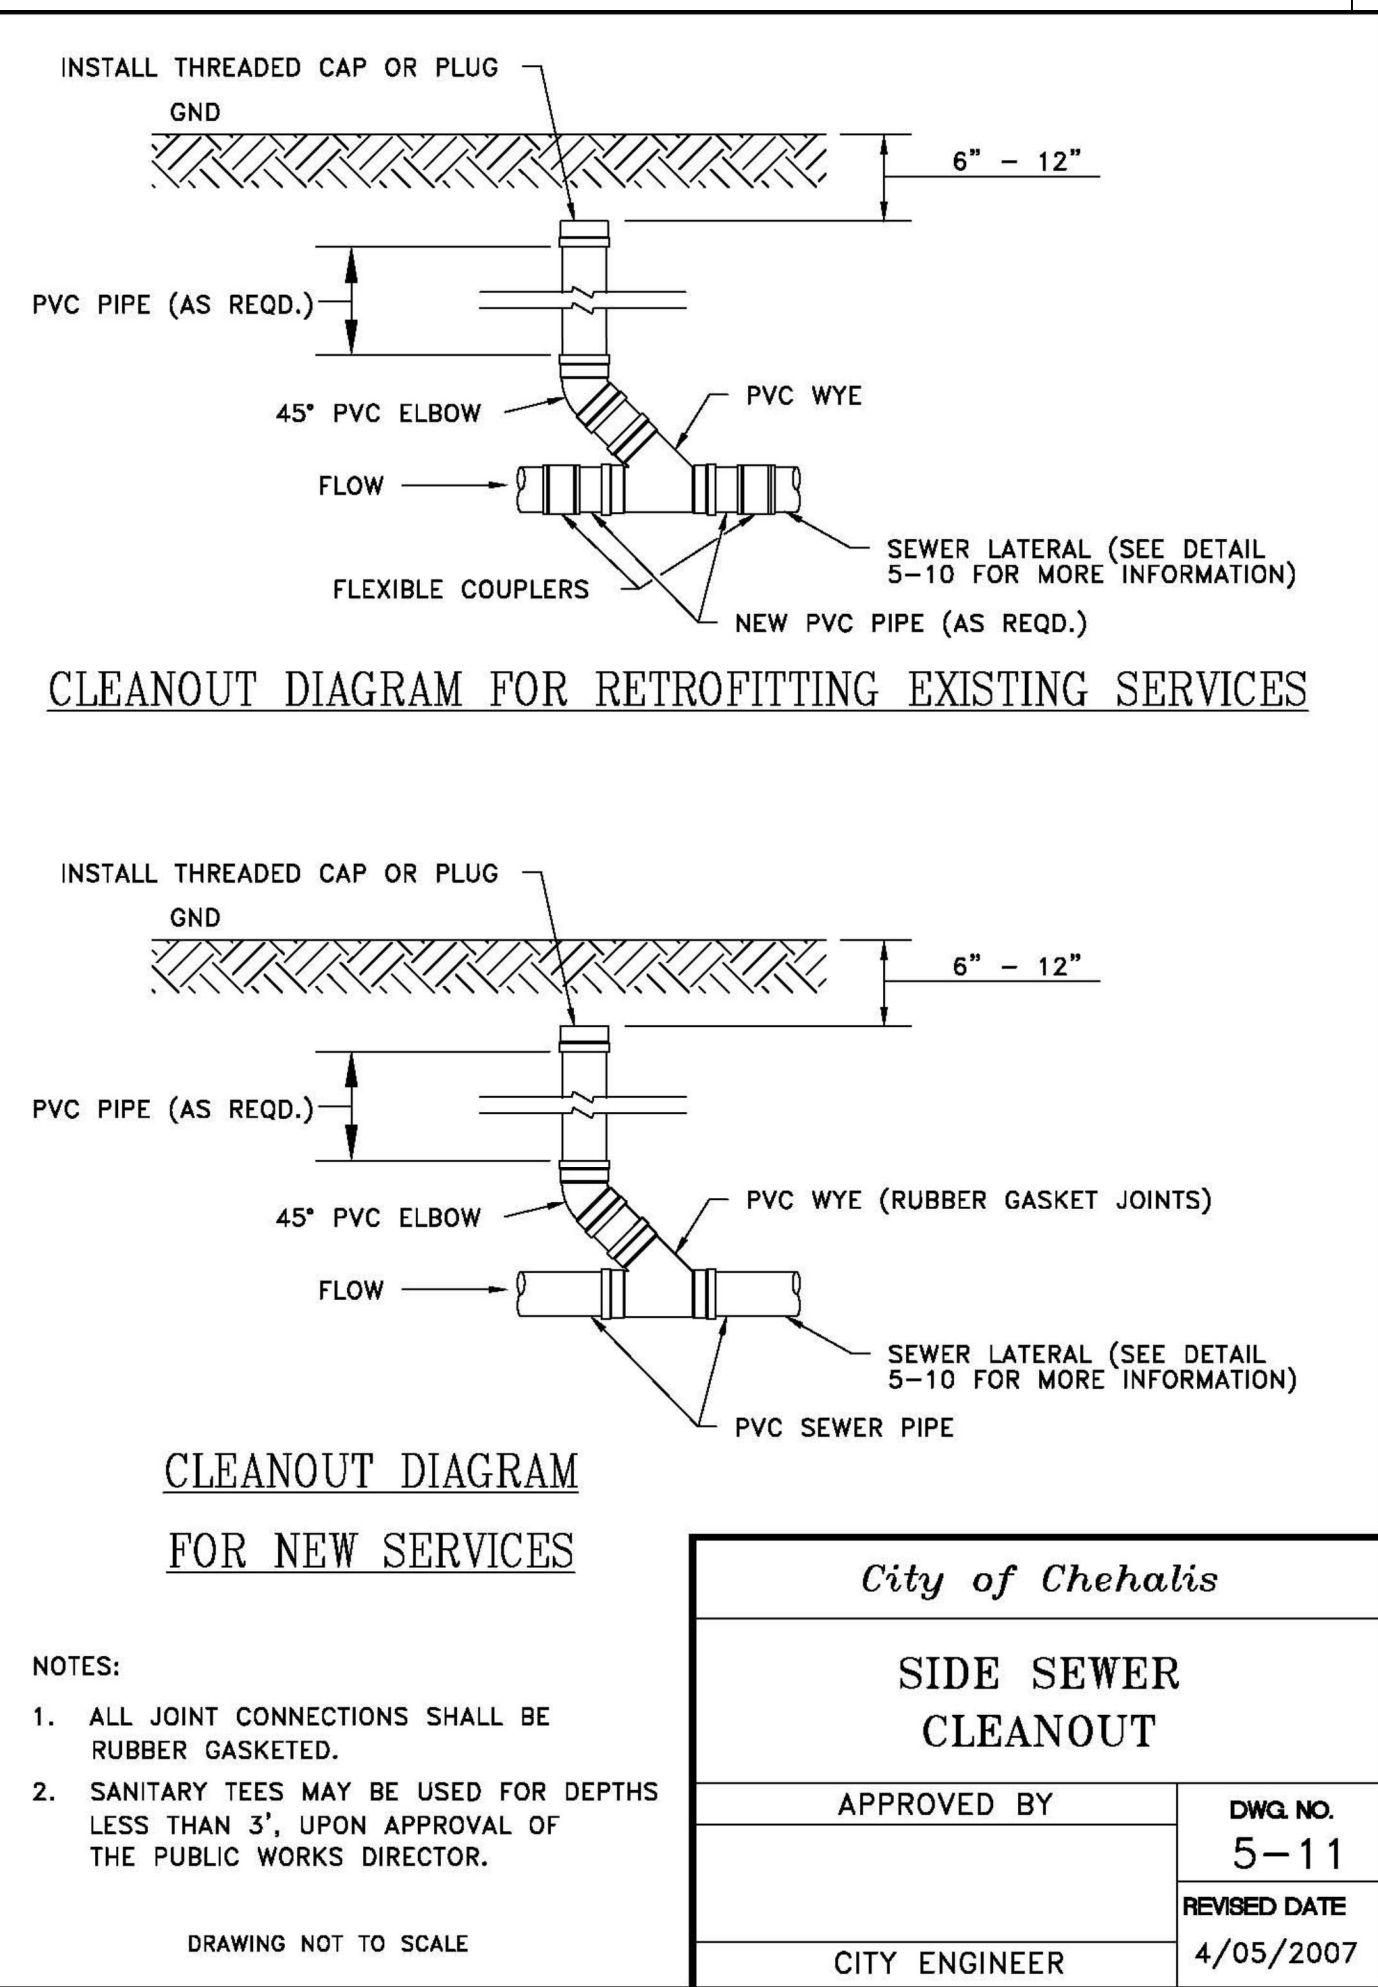 INSTALL THREADED CAP OR PLUG
GND
6" - 12"
PVC PIPE (AS REQD.)
45° PVC ELBOW
PVC WYE
FLOW
SEWER LATERAL (SEE DETAIL
5-10 FOR MORE INFORMATION)
FLEXIBLE COUPLERS
NEW PVC PIPE (AS REQD.)
CLEANOUT DIAGRAM FOR RETROFITTING EXISTING SERVICES
INSTALL THREADED CAP OR PLUG
GND
6" - 12"
PVC PIPE (AS REQD.)
45° PVC ELBOW
PVC WYE (RUBBER GASKET JOINTS)
FLOW
SEWER LATERAL (SEE DETAIL
5-10 FOR MORE INFORMATION)
PVC SEWER PIPE
CLEANOUT DIAGRAM
FOR NEW SERVICES
NOTES:
1. ALL JOINT CONNECTIONS SHALL BE
RUBBER GASKETED.
2. SANITARY TEES MAY BE USED FOR DEPTHS
LESS THAN 3', UPON APPROVAL OF
THE PUBLIC WORKS DIRECTOR.
DRAWING NOT TO SCALE
City of Chehalis
SIDE SEWER
CLEANOUT
APPROVED BY
CITY ENGINEER
DWG. NO.
5-11
REVISED DATE
4/05/2007